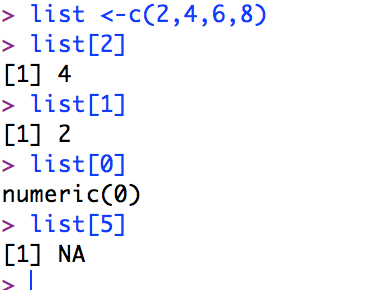 > list <-c(2,4,6,8)
> list[2]
[1] 4
> list[1]
[1] 2
> list[0]
numeric(0)
> list[5]
[1] NA
>